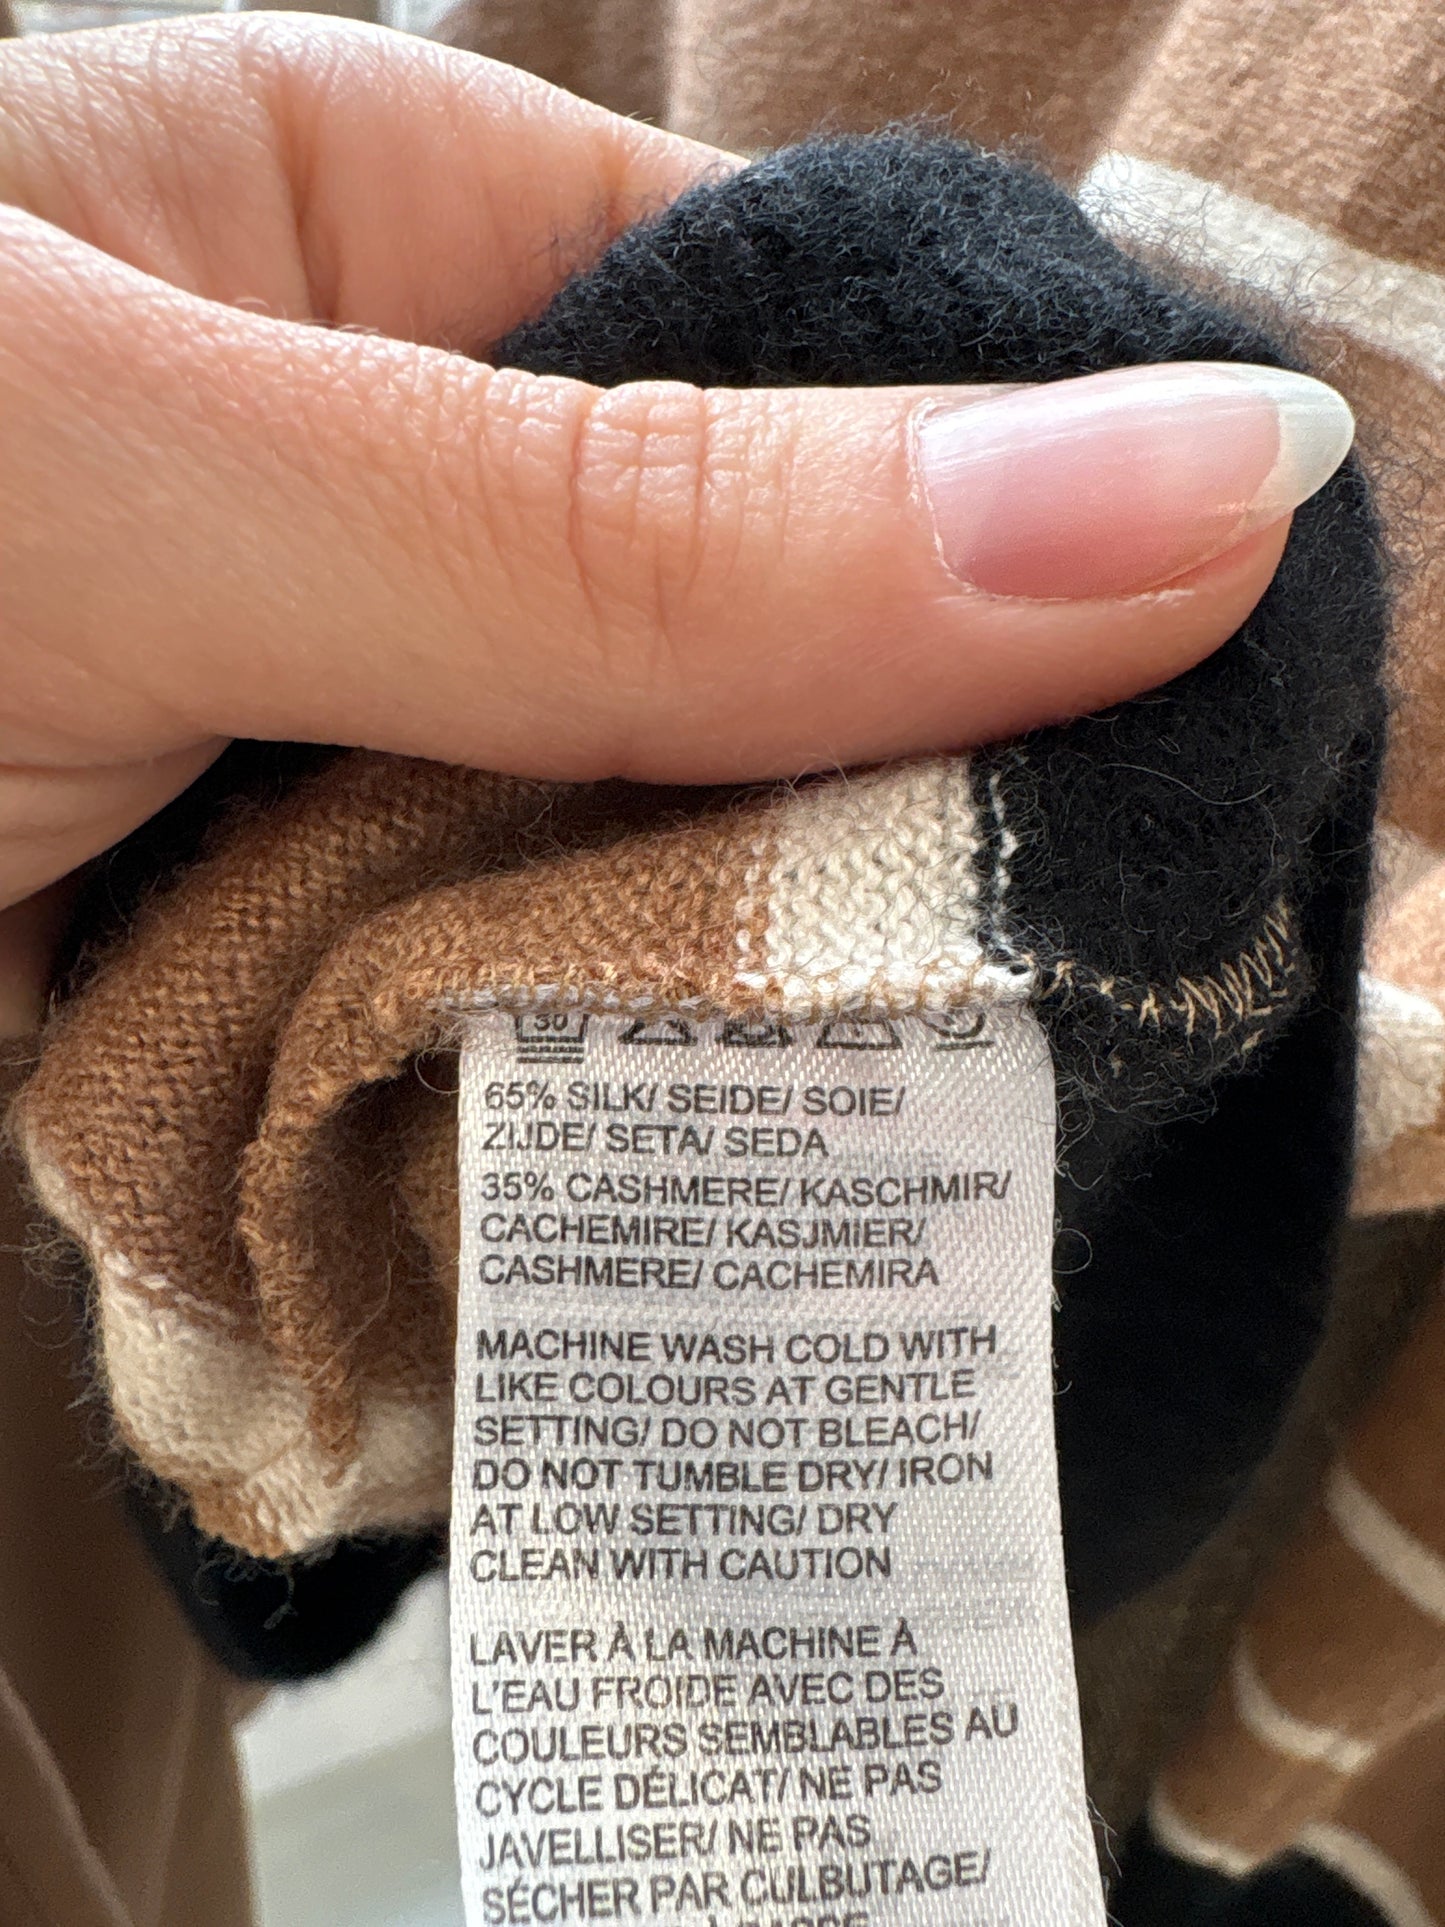 30
65% SILK/ SEIDE/ SOIE/
ZIJDE/ SETA/ SEDA
35% CASHMERE/ KASCHMIR/
CACHEMIRE/ KASJMIER/
CASHMERE/ CACHEMIRA
MACHINE WASH COLD WITH
LIKE COLOURS AT GENTLE
SETTING/ DO NOT BLEACH/
DO NOT TUMBLE DRY/ IRON
AT LOW SETTING/ DRY
CLEAN WITH CAUTION
LAVER À LA MACHINE À
L'EAU FROIDE AVEC DES
COULEURS SEMBLABLES AU
CYCLE DÉLICAT/ NE PAS
JAVELLISER/ NE PAS
SÉCHER PAR CULBUTAGE/